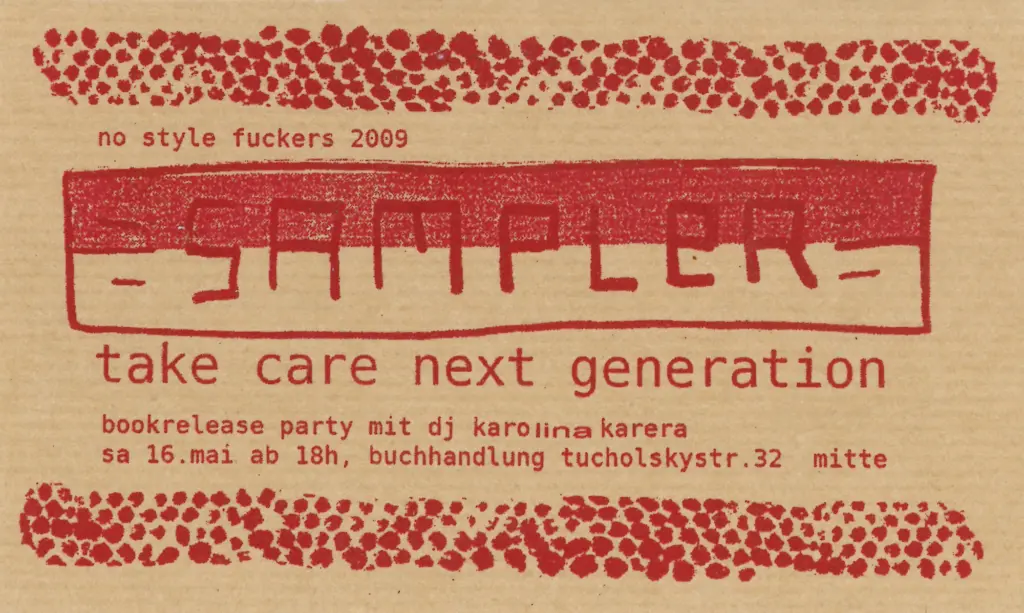 no style fuckers 2009
- SAMPLeR -
take care next generation
bookrelease party mit dj karolina karera
sa 16.mai ab 18h, buchhandlung tucholskystr.32 mitte